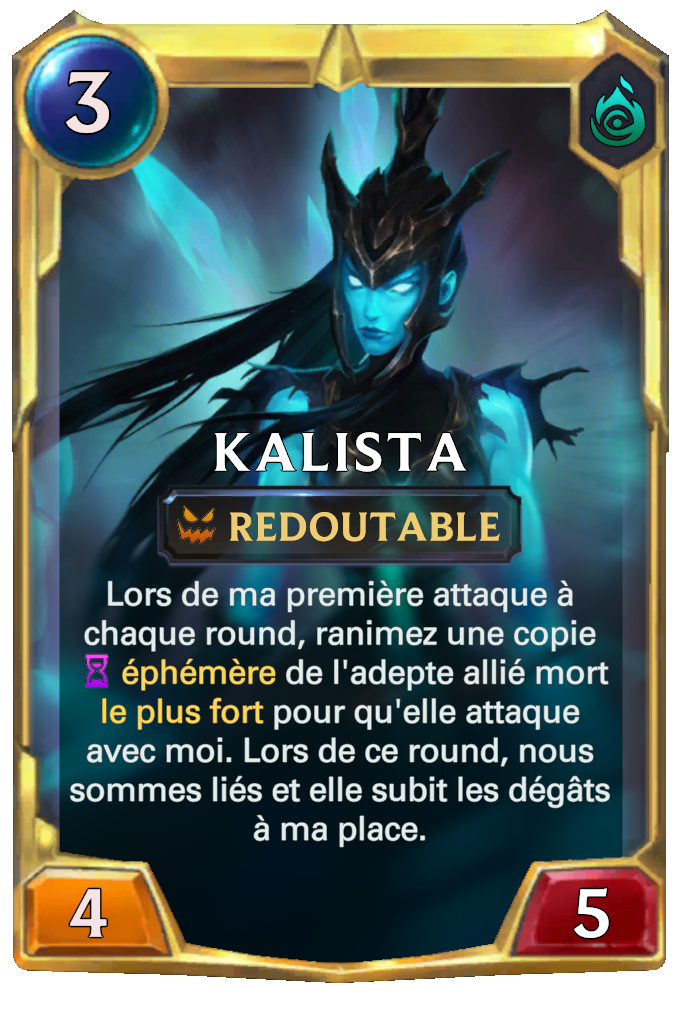 3
KALISTA
REDOUTABLE
Lors de ma première attaque à
chaque round, ranimez une copie
éphémère de l'adepte allié mort
le plus fort pour qu'elle attaque
avec moi. Lors de ce round, nous
sommes liés et elle subit les dégâts
à ma place.
4
5